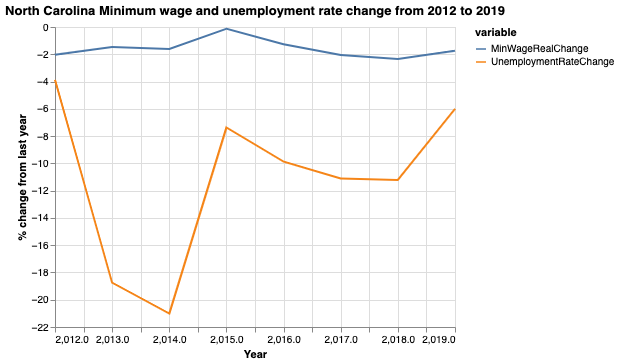 North Carolina Minimum wage and unemployment rate change from 2012 to 2019
variable
MinWageRealChange
UnemploymentRateChange
0
−2
−4
−6
−8
−10
−12
−14
−16
−18
−20
−22
% change from last year
2,012.0 2,013.0 2,014.0 2,015.0 2,016.0 2,017.0 2,018.0 2,019.0
Year